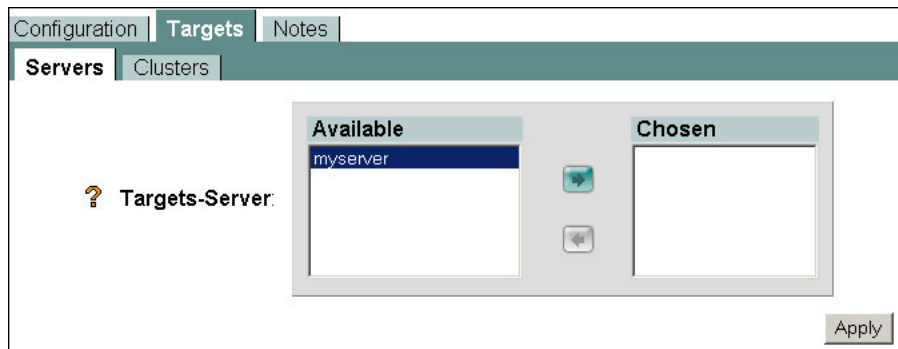 Configuration Targets Notes
Servers Clusters
Available Chosen
myserver
? Targets-Server:
Apply